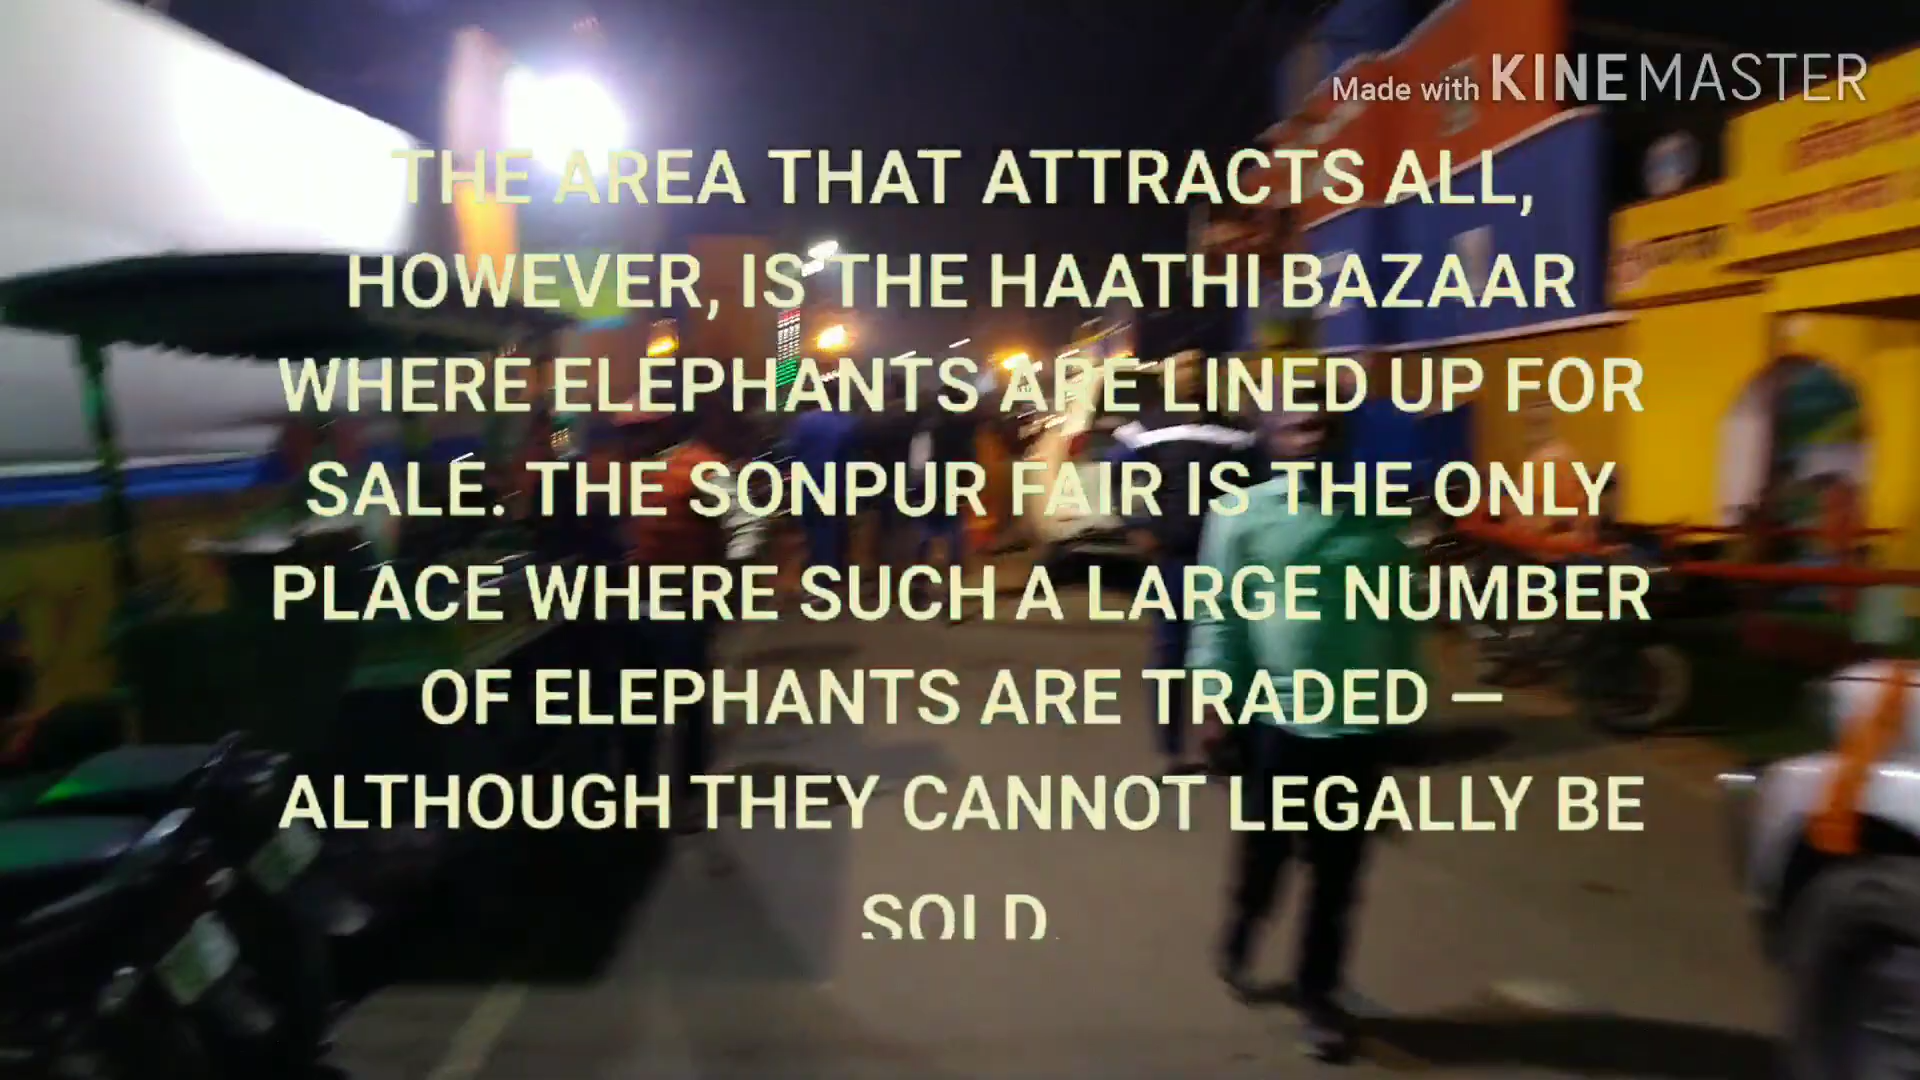 Made with KINEMASTER
THE AREA THAT ATTRACTS ALL,
HOWEVER, IS THE HAATHI BAZAAR
WHERE ELEPHANTS ARE LINED UP FOR
SALE. THE SONPUR FAIR IS THE ONLY
PLACE WHERE SUCH A LARGE NUMBER
OF ELEPHANTS ARE TRADED —
ALTHOUGH THEY CANNOT LEGALLY BE
SOLD.